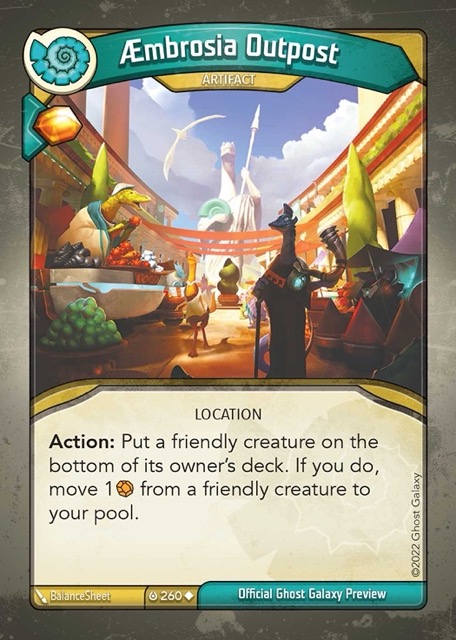 Æmbrosia Outpost
ARTIFACT
LOCATION
Action: Put a friendly creature on the
bottom of its owner's deck. If you do,
move 1 from a friendly creature to
your pool.
©2022 Ghost Galaxy
BalanceSheet
260
Official Ghost Galaxy Preview